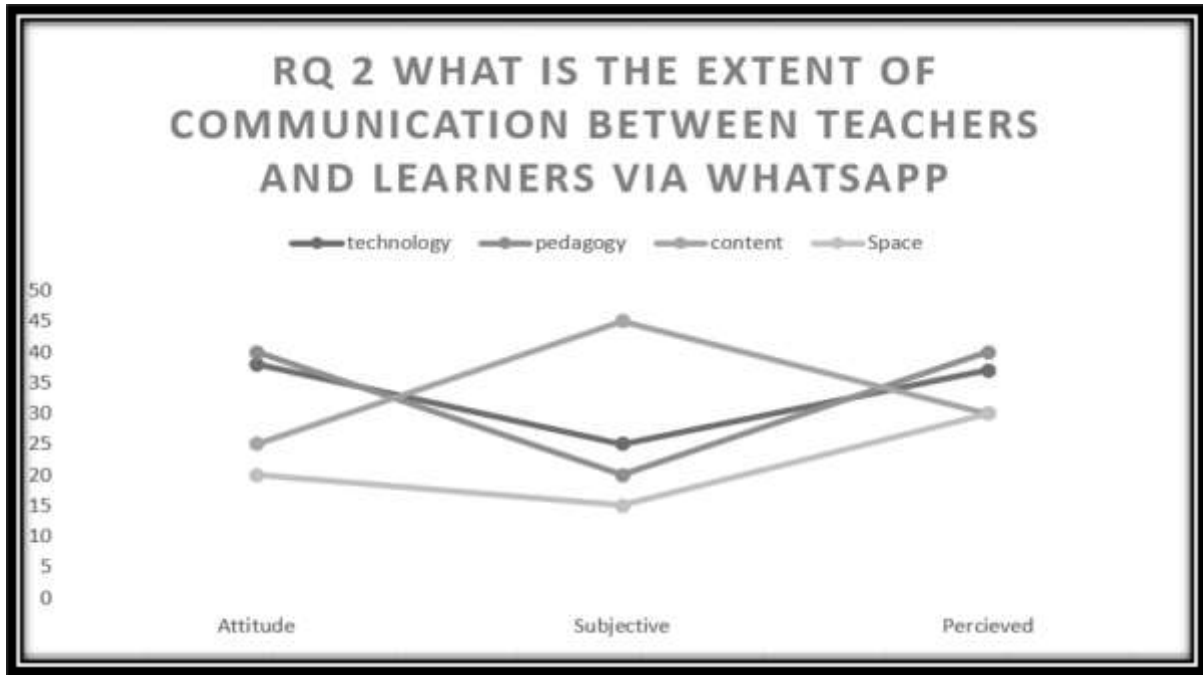 RQ 2 WHAT IS THE EXTENT OF
COMMUNICATION BETWEEN TEACHERS
AND LEARNERS VIA WHATSAPP
technology pedagogy content Space
50
45
40
35
30
25
20
15
10
5
0
Attitude Subjective Percieved